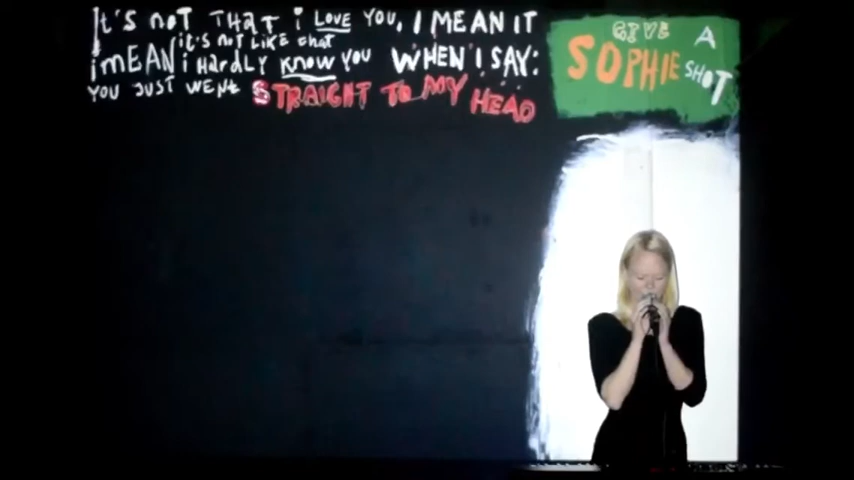 It's noT THAT i LOVE YOU, I MEAN IT
it's noT LiKE that
i MEAN i HARDLY KNOW YOU WHEN I SAY:
YOU JUST WENt STRAIGHT TO MY HEAD
GIVE A
SOPHIE SHOT